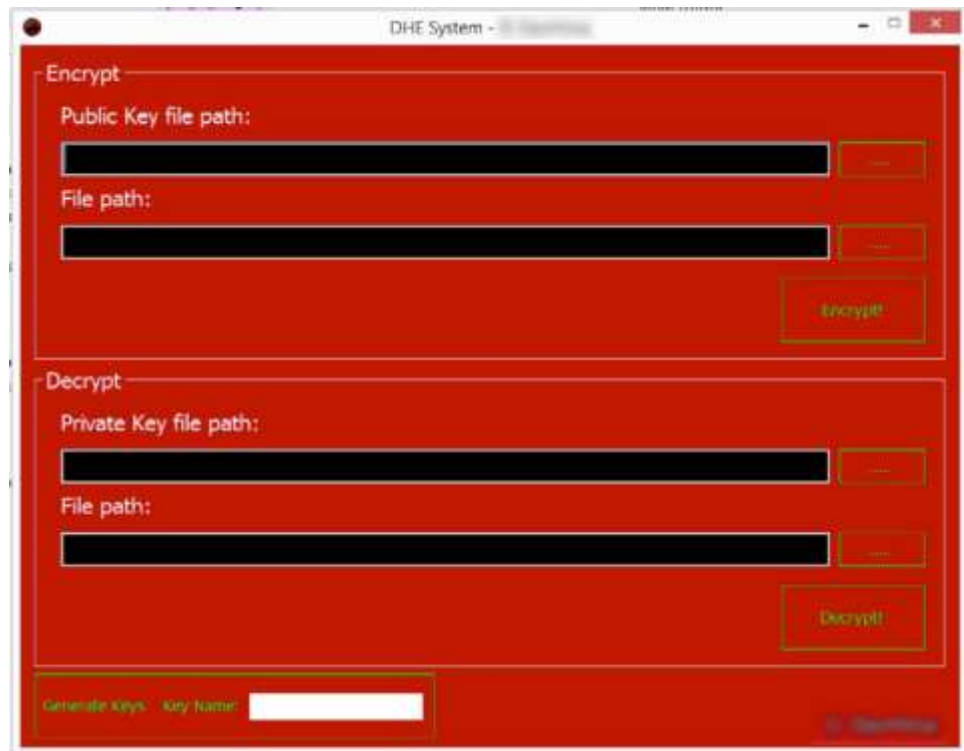 DHE System -
Encrypt
Public Key file path:
.....
File path:
.....
Encrypt!
Decrypt
Private Key file path:
.....
File path:
.....
Decrypt!
Generate Keys Key Name: